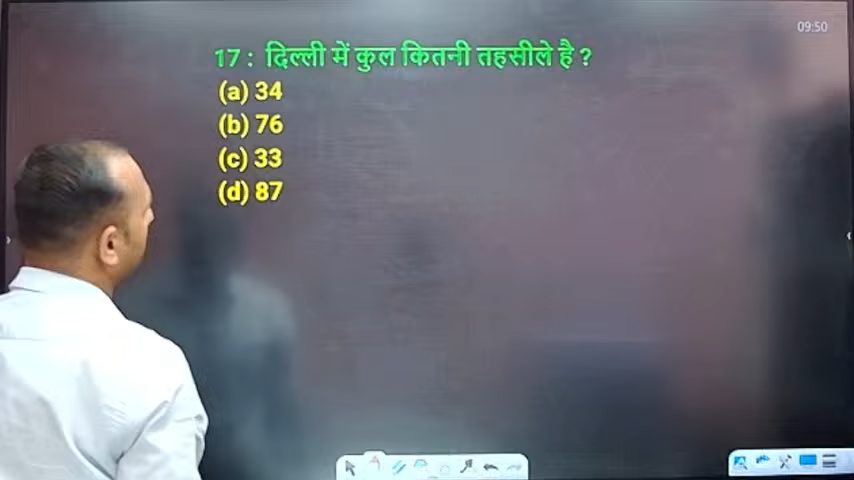 09:50
17 : दिल्ली में कुल कितनी तहसीले है ?
(a) 34
(b) 76
(c) 33
(d) 87